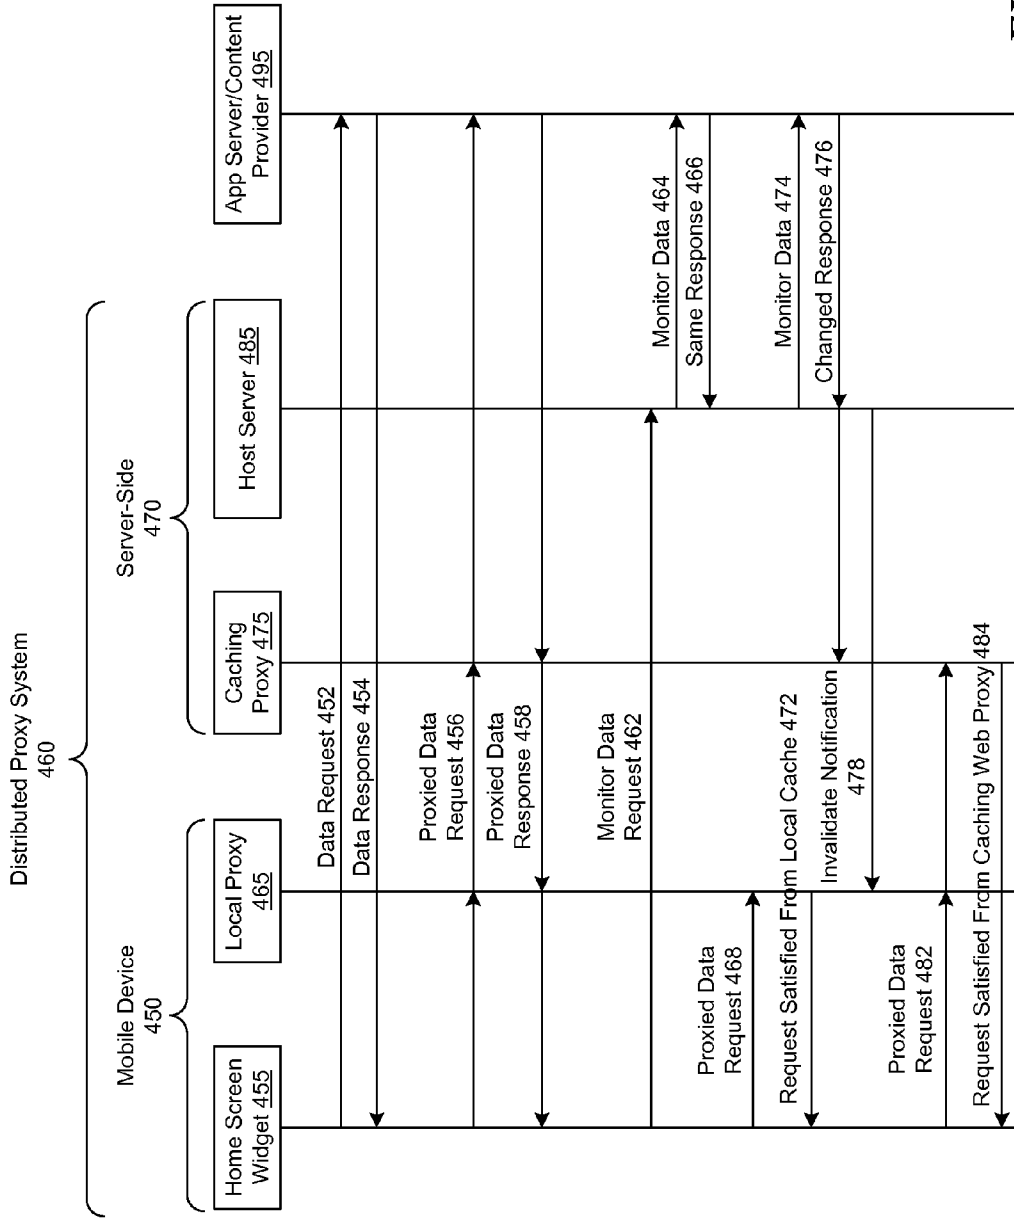 Distributed Proxy System
460
Mobile Device
450
Server-Side
470
Home Screen
Widget 455
Local Proxy
465
Caching
Proxy 475
Host Server 485
App Server/Content
Provider 495
Data Request 452
Data Response 454
Proxied Data
Request 456
Proxied Data
Response 458
Monitor Data
Request 462
Monitor Data 464
Same Response 466
Proxied Data
Request 468
Request Satisfied From Local Cache 472
Monitor Data 474
Changed Response 476
Invalidate Notification
478
Proxied Data
Request 482
Request Satisfied From Caching Web Proxy 484